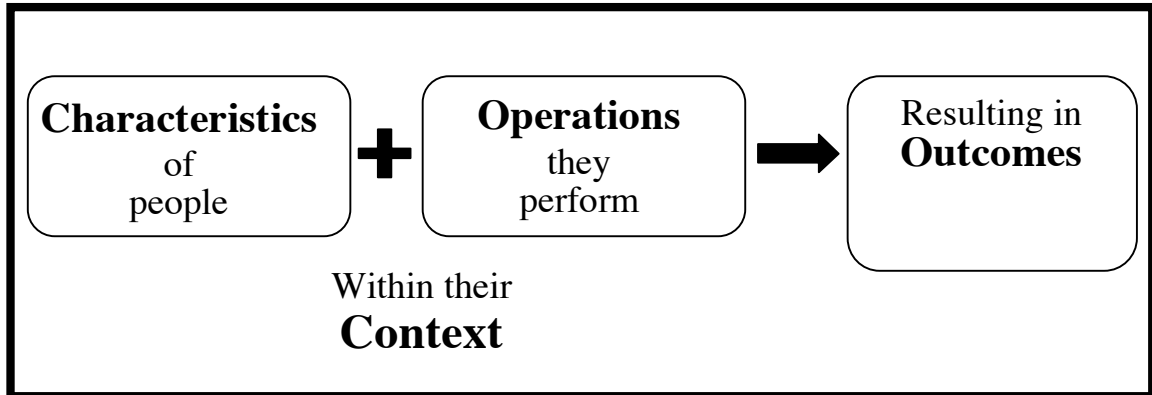 Characteristics
of
people
Operations
they
perform
Resulting in
Outcomes
Within their
Context